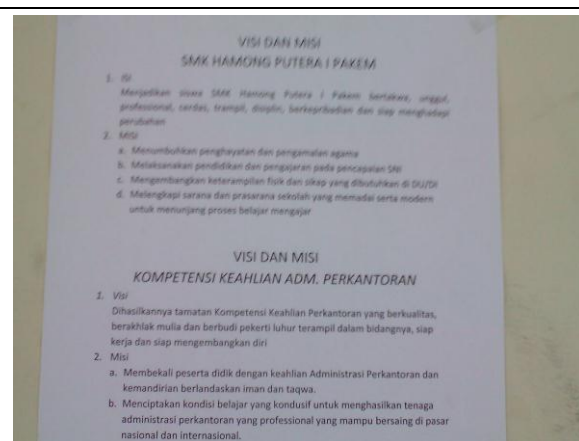 VISI DAN MISI
SMK HAMONG PUTERA I PAKEM
1. ISI
Menjadikan siswa SMK Hamong Putera I Pakem bertakwa, unggul,
professional, cerdas, trampil, disiplin, berkepribadian dan siap menghadapi
perubahan
2. MISI
a. Menumbuhkan penghayatan dan pengamalan agama
b. Melaksanakan pendidikan dan pengajaran pada pencapaian SNI
c. Mengembangkan keterampilan fisik dan sikap yang dibutuhkan di DU/DI
d. Melengkapi sarana dan prasarana sekolah yang memadai serta modern
untuk menunjang proses belajar mengajar
VISI DAN MISI
KOMPETENSI KEAHLIAN ADM. PERKANTORAN
1. Visi
Dihasilkannya tamatan Kompetensi Keahlian Perkantoran yang berkualitas,
berakhlak mulia dan berbudi pekerti luhur terampil dalam bidangnya, siap
kerja dan siap mengembangkan diri
2. Misi
a. Membekali peserta didik dengan keahlian Administrasi Perkantoran dan
kemandirian berlandaskan iman dan taqwa.
b. Menciptakan kondisi belajar yang kondusif untuk menghasilkan tenaga
administrasi perkantoran yang professional yang mampu bersaing di pasar
nasional dan internasional.